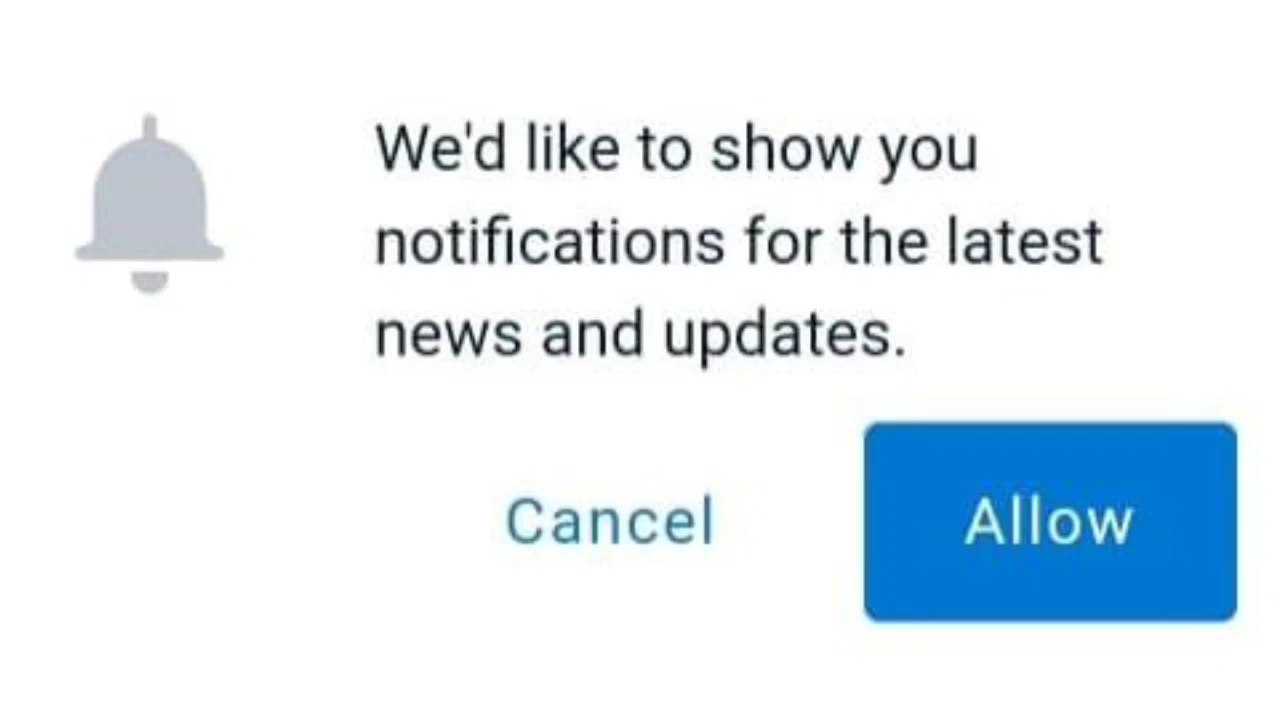 We'd like to show you
notifications for the latest
news and updates.
Cancel
Allow